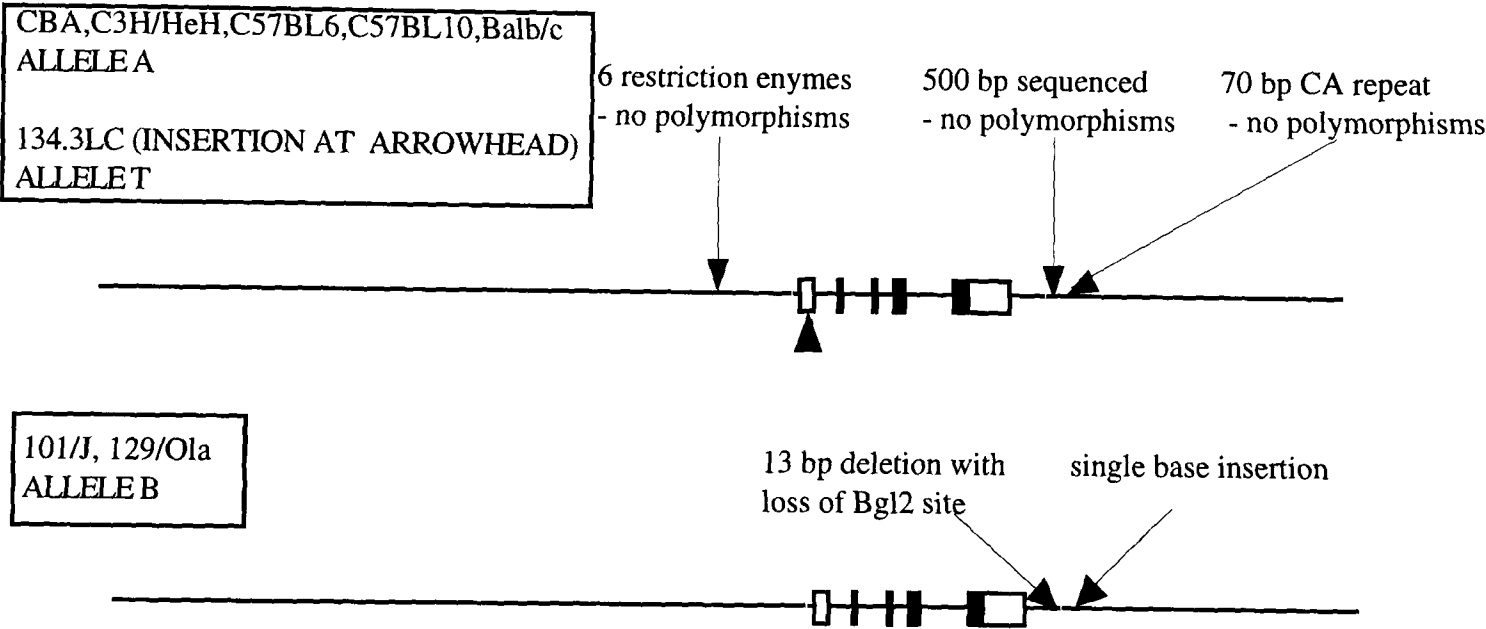 CBA,C3H/HeH,C57BL6,C57BL10,Balb/c
ALLELE A
134.3LC (INSERTION AT ARROWHEAD)
ALLELE T
6 restriction enymes
- no polymorphisms
500 bp sequenced
- no polymorphisms
70 bp CA repeat
- no polymorphisms
101/J, 129/Ola
ALLELE B
13 bp deletion with
loss of Bgl2 site
single base insertion